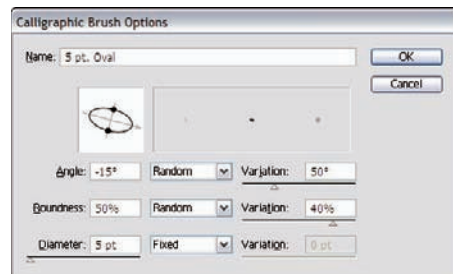 Calligraphic Brush Options
Name: 5 pt. Oval OK
Cancel
Angle: -15° Random Variation: 50°
Roundness: 50% Random Variation: 40%
Diameter: 5 pt Fixed Variation: 0 pt